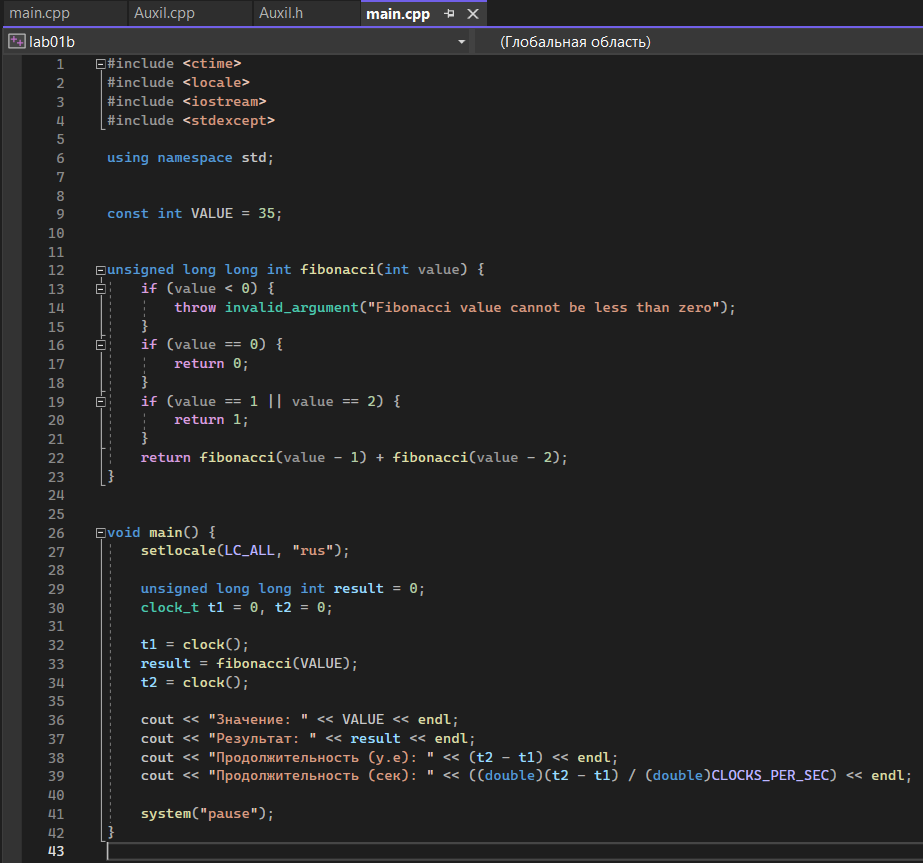 main.cpp Auxil.cpp Auxil.h main.cpp
lab01b (Глобальная область)
1 #include <ctime>
2 #include <locale>
3 #include <iostream>
4 #include <stdexcept>
5
6 using namespace std;
7
8
9 const int VALUE = 35;
10
11
12 unsigned long long int fibonacci(int value) {
13     if (value < 0) {
14         throw invalid_argument("Fibonacci value cannot be less than zero");
15     }
16     if (value == 0) {
17         return 0;
18     }
19     if (value == 1 || value == 2) {
20         return 1;
21     }
22     return fibonacci(value - 1) + fibonacci(value - 2);
23 }
24
25
26 void main() {
27     setlocale(LC_ALL, "rus");
28
29     unsigned long long int result = 0;
30     clock_t t1 = 0, t2 = 0;
31
32     t1 = clock();
33     result = fibonacci(VALUE);
34     t2 = clock();
35
36     cout << "Значение: " << VALUE << endl;
37     cout << "Результат: " << result << endl;
38     cout << "Продолжительность (у.е): " << (t2 - t1) << endl;
39     cout << "Продолжительность (сек): " << ((double)(t2 - t1) / (double)CLOCKS_PER_SEC) << endl;
40
41     system("pause");
42 }
43